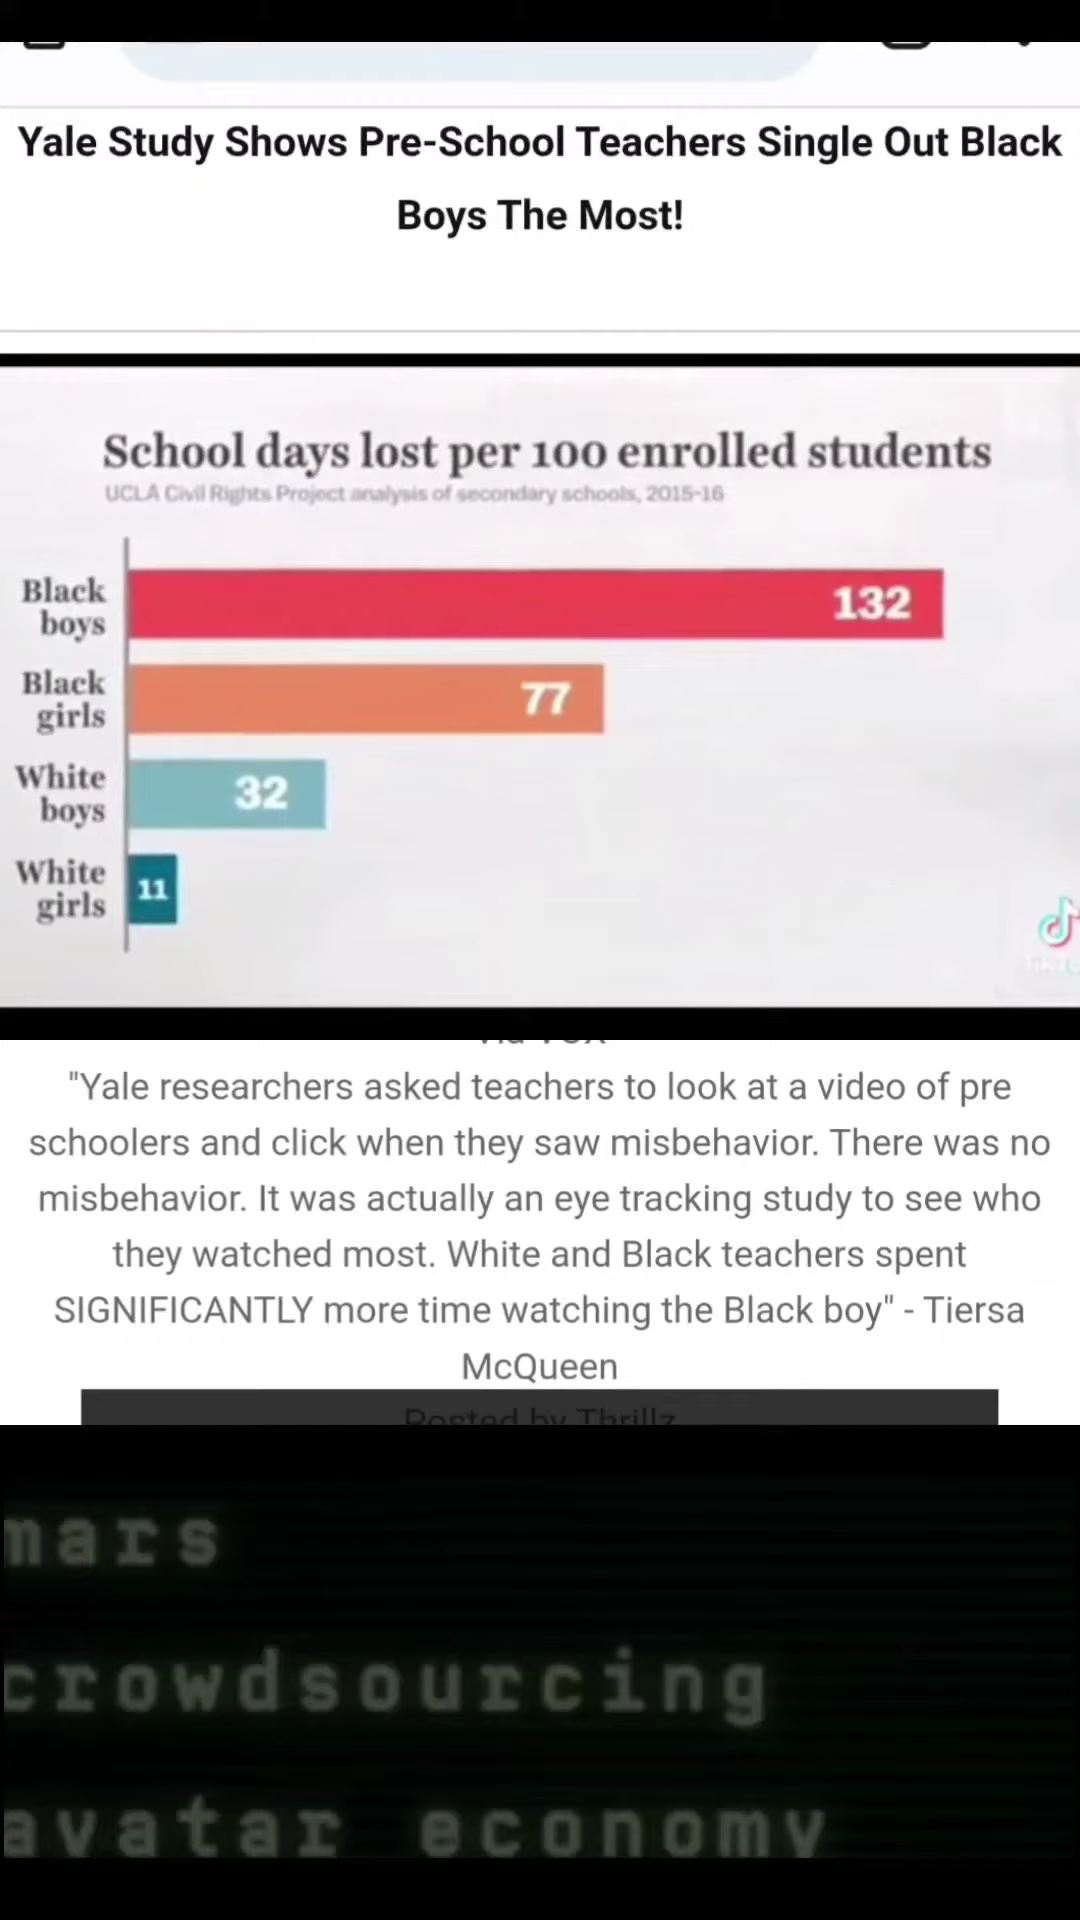 Yale Study Shows Pre-School Teachers Single Out Black
Boys The Most!
School days lost per 100 enrolled students
UCLA Civil Rights Project analysis of secondary schools, 2015-16
Black
boys
132
Black
girls
77
White
boys
32
White
girls
11
TikTok
"Yale researchers asked teachers to look at a video of pre
schoolers and click when they saw misbehavior. There was no
misbehavior. It was actually an eye tracking study to see who
they watched most. White and Black teachers spent
SIGNIFICANTLY more time watching the Black boy" - Tiersa
McQueen
Posted by Thrillz
mars
crowdsourcing
avatar economy